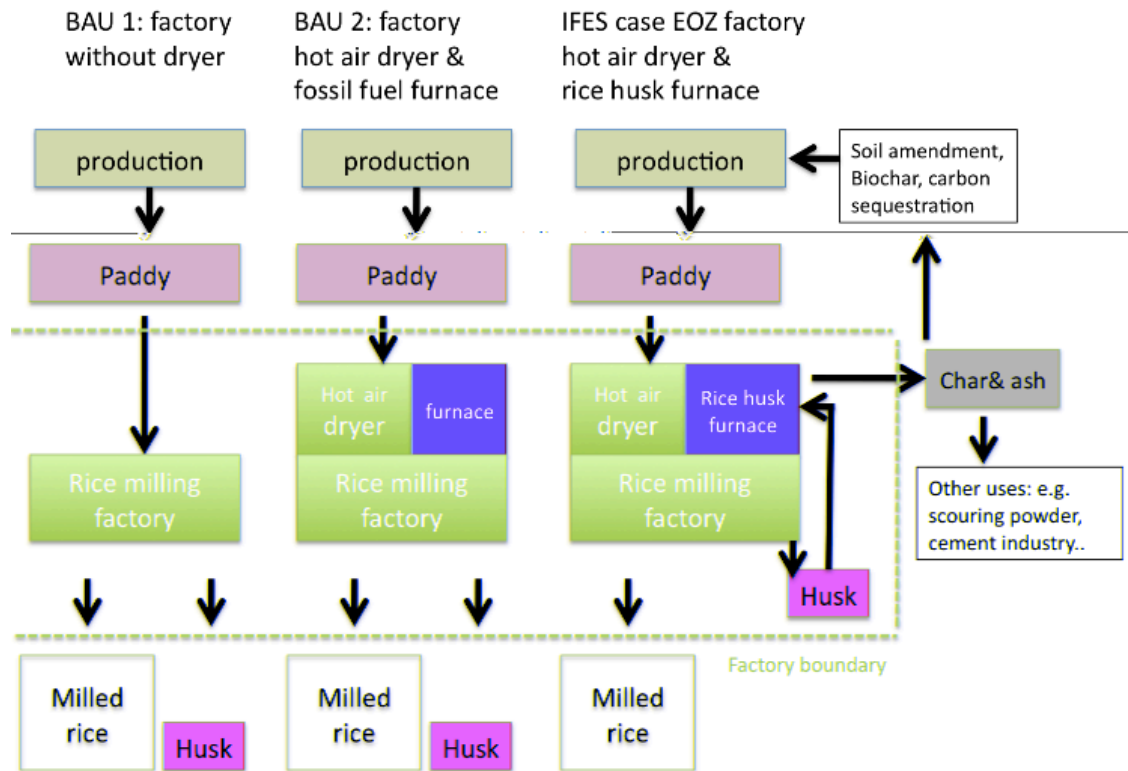 BAU 1: factory
without dryer
BAU 2: factory
hot air dryer &
fossil fuel furnace
IFES case EOZ factory
hot air dryer &
rice husk furnace
production
production
production
Soil amendment,
Biochar, carbon
sequestration
Paddy
Paddy
Paddy
Hot air
dryer
furnace
Hot air
dryer
Rice husk
furnace
Char& ash
Rice milling
factory
Rice milling
factory
Rice milling
factory
Other uses: e.g.
scouring powder,
cement industry..
Husk
Factory boundary
Milled
rice
Husk
Milled
rice
Husk
Milled
rice